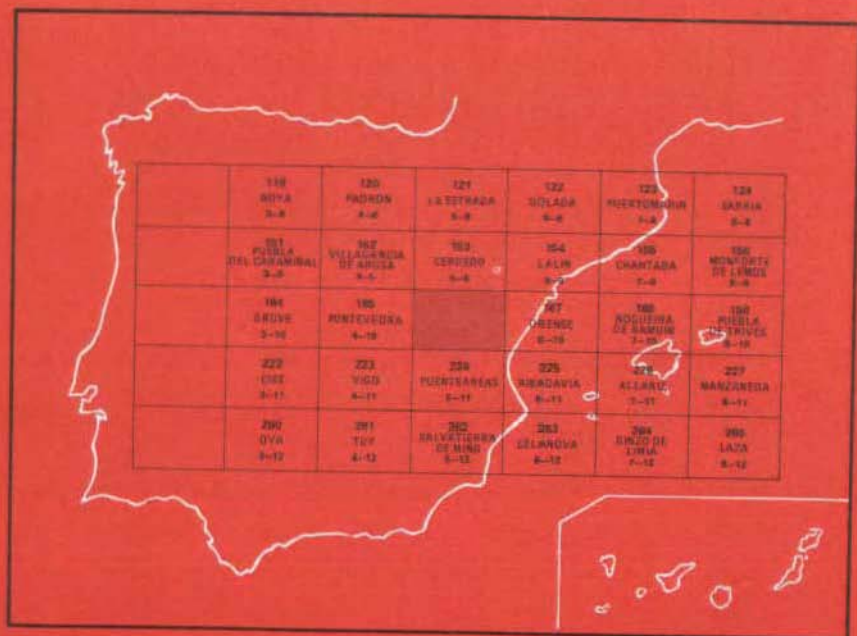 119
NOYA
3-8
120
PADRON
4-8
121
LA ESTRADA
5-8
122
GOLADA
6-8
123
PUERTOMARIN
7-8
124
SARRIA
8-8
151
PUEBLA
DEL CARAMIÑAL
3-9
152
VILLAGARCIA
DE AROSA
4-9
153
CERDEDO
5-9
154
LALIN
6-9
155
CHANTADA
7-9
156
MONFORTE
DE LEMOS
8-9
184
GROVE
3-10
185
PONTEVEDRA
4-10
187
ORENSE
6-10
188
NOGUEIRA
DE RAMUIN
7-10
PUEBLA
DE TRIVES
8-10
222
3-11
223
VIGO
4-11
PUENTEAREAS
5-11
225
RIBADAVIA
6-11
ALLARIZ
7-11
227
MANZANEDA
8-11
260
OYA
3-12
261
TUY
4-12
262
SALVATIERRA
DE MIÑO
5-12
263
CELANOVA
6-12
264
GINZO DE
LIMIA
7-12
265
LAZA
8-12